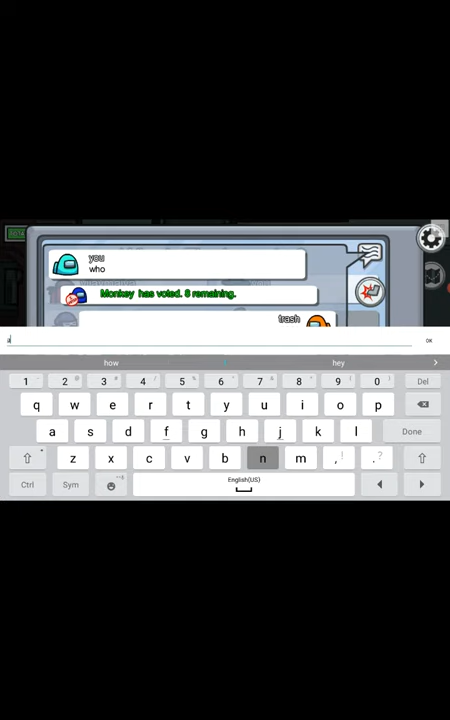 you
who
Monkey has voted. 8 remaining.
trash
a
OK
how
hey
1 2 @ 3 # 4 / 5 % 6 ^ 7 & 8 * 9 ( 0 ) Del
q w e r t y u i o p
a s d f g h j k l Done
z x c v b n m , ! . ?
Ctrl Sym English(US)